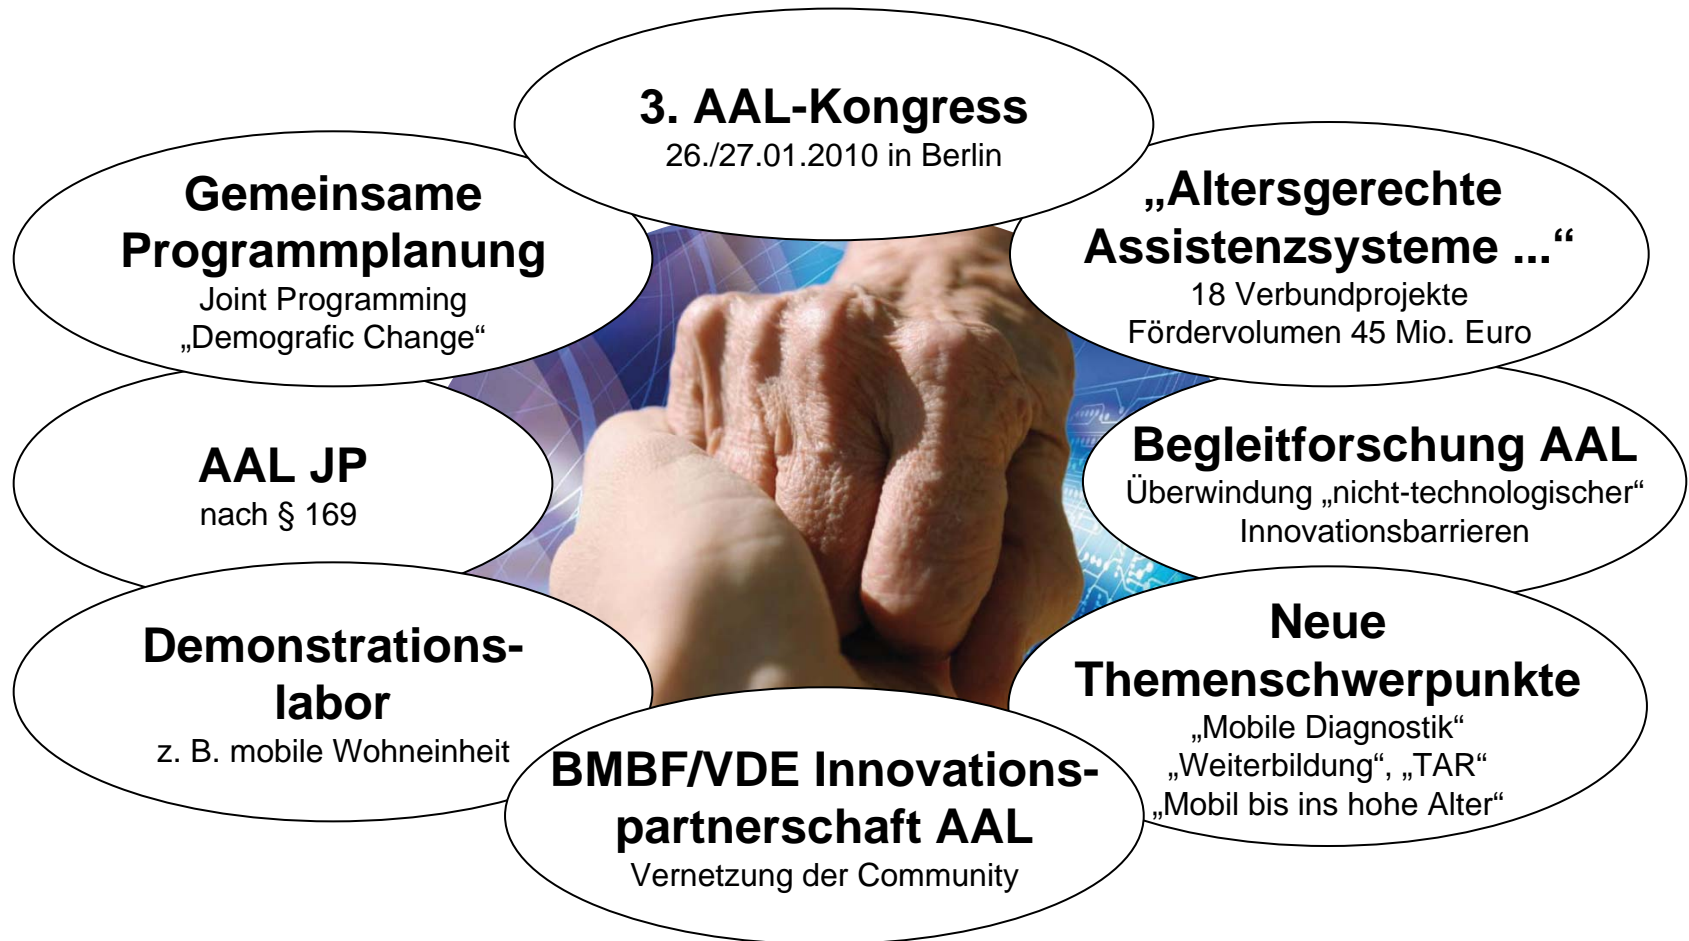 3. AAL-Kongress
26./27.01.2010 in Berlin
Gemeinsame
Programmplanung
Joint Programming
„Demografic Change“
„Altersgerechte
Assistenzsysteme ...“
18 Verbundprojekte
Fördervolumen 45 Mio. Euro
AAL JP
nach § 169
Begleitforschung AAL
Überwindung „nicht-technologischer“
Innovationsbarrieren
Demonstrations-
labor
z. B. mobile Wohneinheit
Neue
Themenschwerpunkte
„Mobile Diagnostik“
„Weiterbildung“, „TAR“
„Mobil bis ins hohe Alter“
BMBF/VDE Innovations-
partnerschaft AAL
Vernetzung der Community